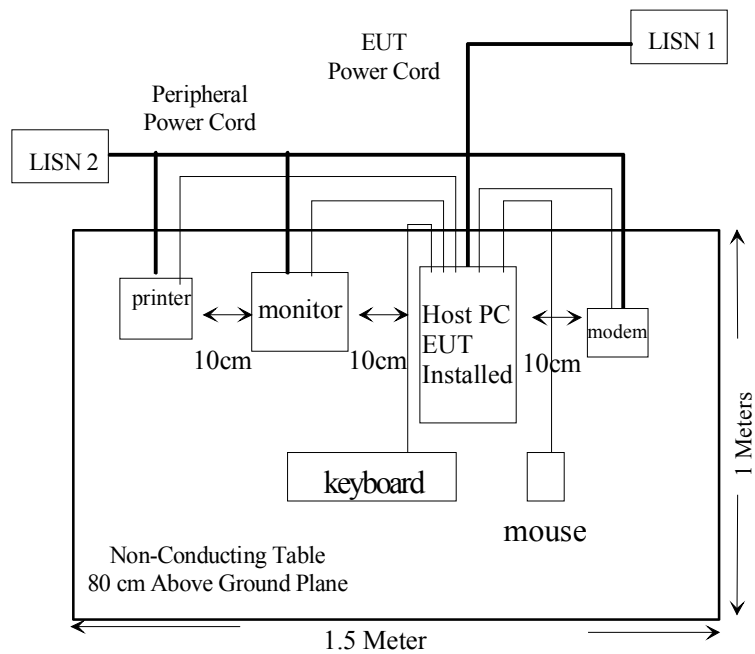 EUT
Power Cord
LISN 1
Peripheral
Power Cord
LISN 2
printer
monitor
Host PC
EUT
Installed
modem
10cm
10cm
10cm
keyboard
mouse
Non-Conducting Table
80 cm Above Ground Plane
1 Meters
1.5 Meter